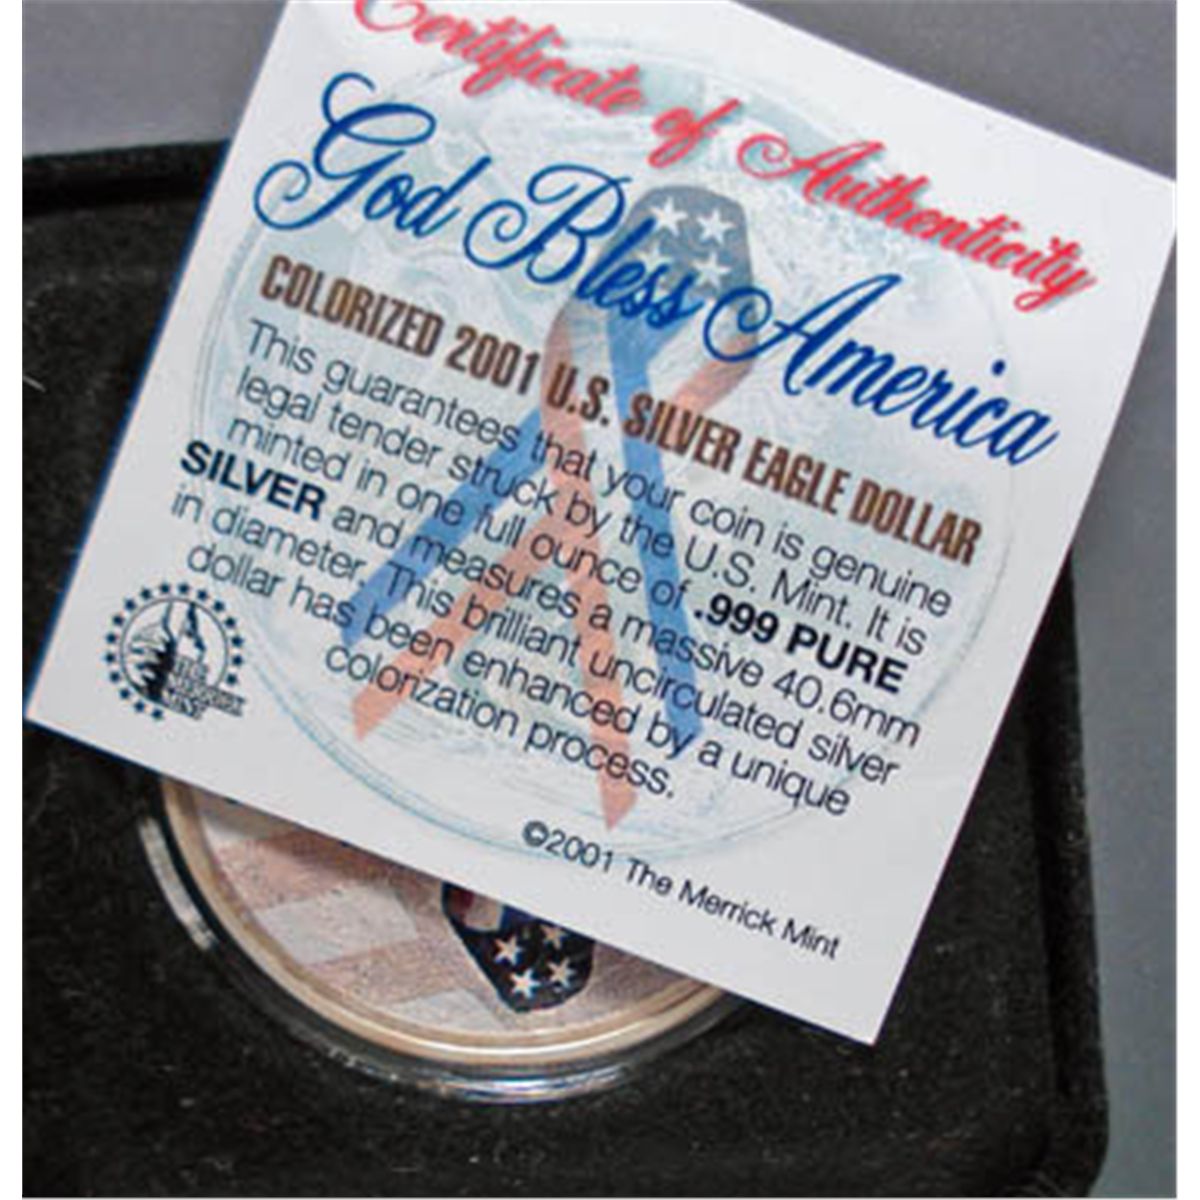 Certificate of Authenticity
God Bless America
COLORIZED 2001 U.S. SILVER EAGLE DOLLAR
This guarantees that your coin is genuine
legal tender struck by the U.S. Mint. It is
minted in one full ounce of .999 PURE
SILVER and measures a massive 40.6mm
in diameter. This brilliant uncirculated silver
dollar has been enhanced by a unique
colorization process.
THE
MERRICK
MINT
©2001 The Merrick Mint